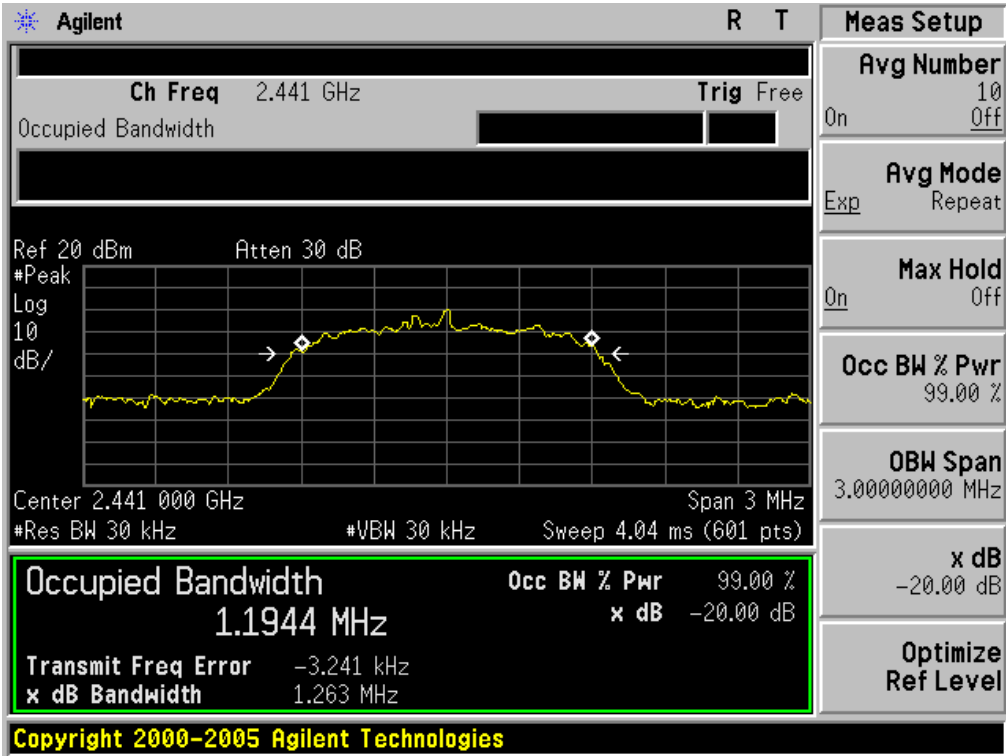 Agilent R T
Ch Freq 2.441 GHz Trig Free
Occupied Bandwidth
Ref 20 dBm Atten 30 dB
#Peak
Log
10
dB/
Center 2.441 000 GHz Span 3 MHz
#Res BW 30 kHz #VBW 30 kHz Sweep 4.04 ms (601 pts)
Occupied Bandwidth Occ BW % Pwr 99.00 %
1.1944 MHz x dB -20.00 dB
Transmit Freq Error -3.241 kHz
x dB Bandwidth 1.263 MHz
Copyright 2000-2005 Agilent Technologies
Meas Setup
Avg Number
10
On Off
Avg Mode
Exp Repeat
Max Hold
On Off
Occ BW % Pwr
99.00 %
OBW Span
3.00000000 MHz
x dB
-20.00 dB
Optimize
Ref Level